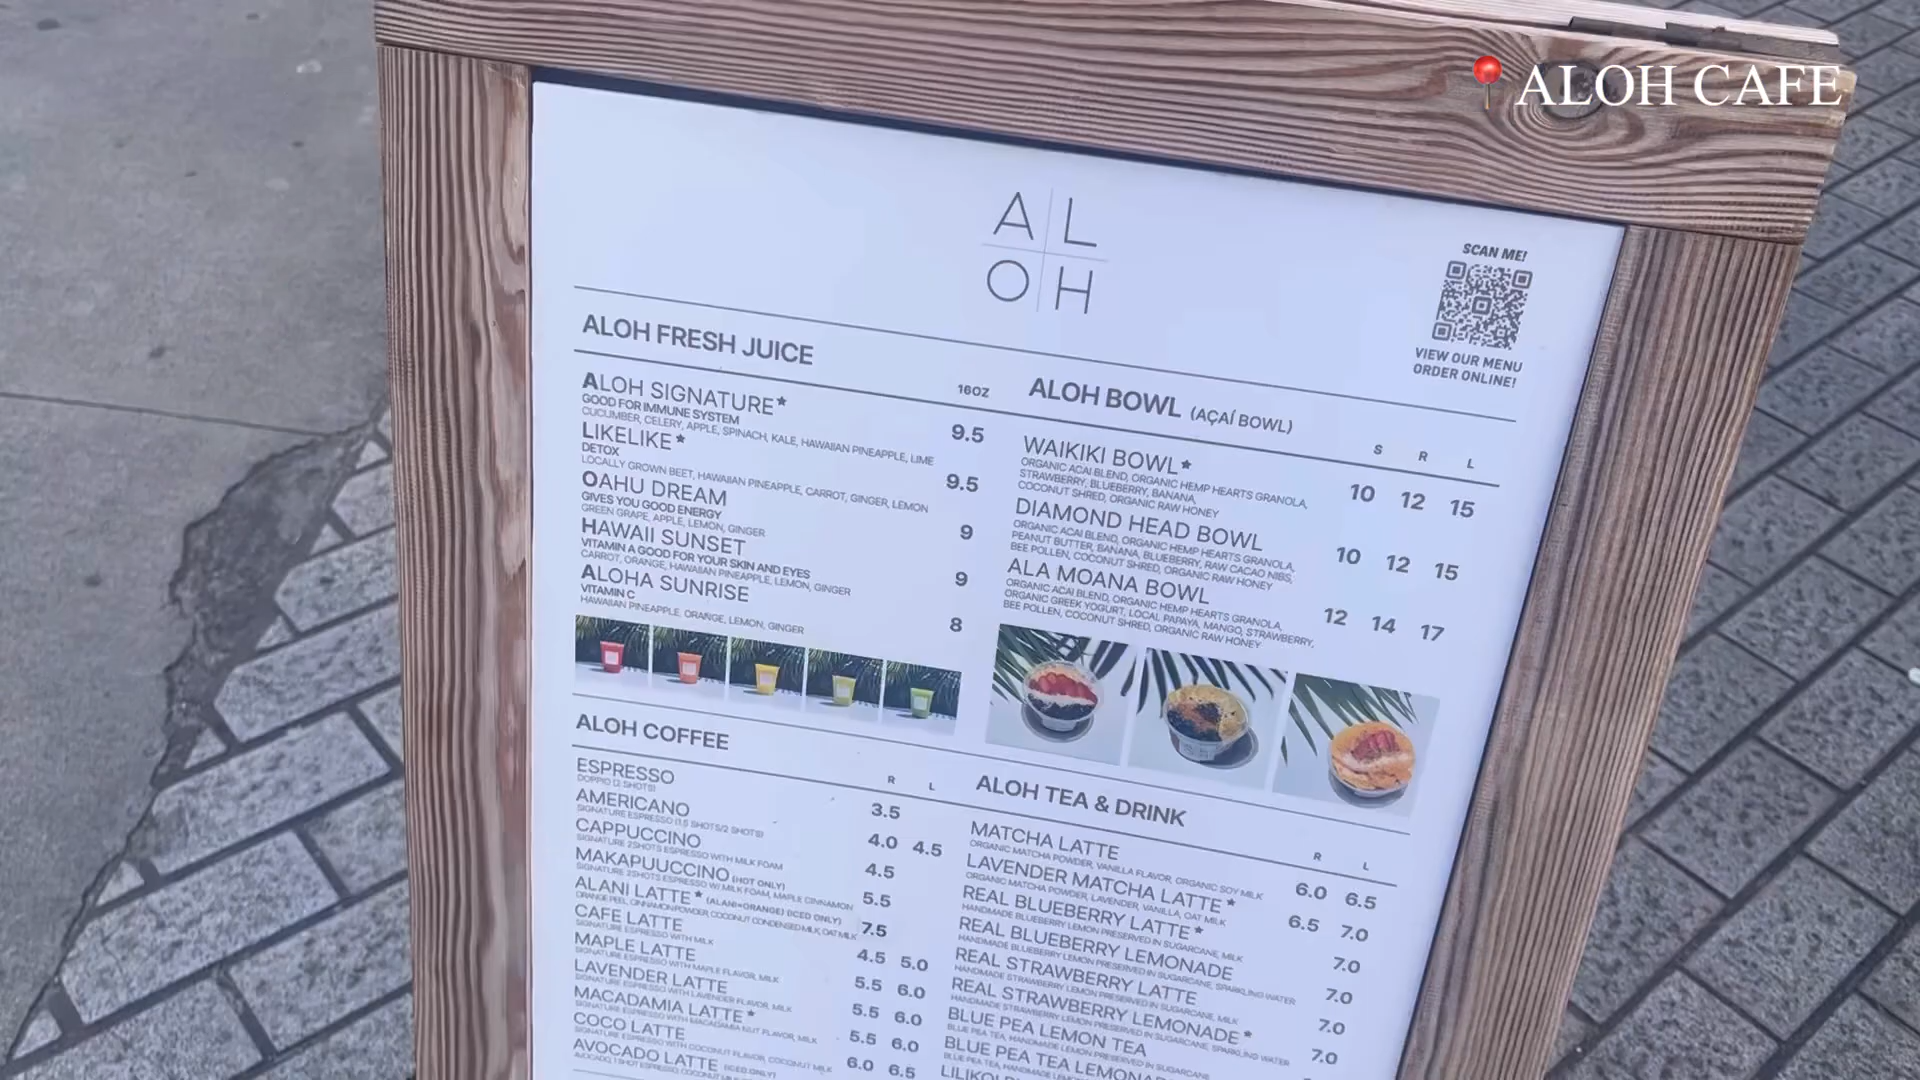 📍ALOH CAFE
AL
OH
SCAN ME!
VIEW OUR MENU
ORDER ONLINE!
ALOH FRESH JUICE
16OZ
ALOH SIGNATURE★
GOOD FOR IMMUNE SYSTEM
CUCUMBER, CELERY, APPLE, SPINACH, KALE, HAWAIIAN PINEAPPLE, LIME
9.5
LIKELIKE★
DETOX
LOCALLY GROWN BEET, HAWAIIAN PINEAPPLE, CARROT, GINGER, LEMON
9.5
OAHU DREAM
GIVES YOU GOOD ENERGY
GREEN GRAPE, APPLE, LEMON, GINGER
9
HAWAII SUNSET
VITAMIN A GOOD FOR YOUR SKIN AND EYES
CARROT, ORANGE, HAWAIIAN PINEAPPLE, LEMON, GINGER
9
ALOHA SUNRISE
VITAMIN C
HAWAIIAN PINEAPPLE, ORANGE, LEMON, GINGER
8
ALOH BOWL (AÇAÍ BOWL)
S R L
WAIKIKI BOWL★
ORGANIC ACAI BLEND, ORGANIC HEMP HEARTS GRANOLA,
STRAWBERRY, BLUEBERRY, BANANA,
COCONUT SHRED, ORGANIC RAW HONEY
10 12 15
DIAMOND HEAD BOWL
ORGANIC ACAI BLEND, ORGANIC HEMP HEARTS GRANOLA,
PEANUT BUTTER, BANANA, BLUEBERRY, RAW CACAO NIBS,
BEE POLLEN, COCONUT SHRED, ORGANIC RAW HONEY
10 12 15
ALA MOANA BOWL
ORGANIC ACAI BLEND, ORGANIC HEMP HEARTS GRANOLA,
ORGANIC GREEK YOGURT, LOCAL PAPAYA, MANGO, STRAWBERRY,
BEE POLLEN, COCONUT SHRED, ORGANIC RAW HONEY
12 14 17
ALOH COFFEE
R L
ESPRESSO
DOPPIO (2 SHOTS)
3.5
AMERICANO
SIGNATURE ESPRESSO (1.5 SHOTS/2 SHOTS)
4.0 4.5
CAPPUCCINO
SIGNATURE 2SHOTS ESPRESSO WITH MILK FOAM
4.5
MAKAPUUCCINO (HOT ONLY)
SIGNATURE 2SHOTS ESPRESSO W/ MILK FOAM, MAPLE CINNAMON
5.5
ALANI LATTE★ (ALANI=ORANGE) (ICED ONLY)
ORANGE PEEL, CINNAMON POWDER, COCONUT CONDENSED MILK, OAT MILK
7.5
CAFE LATTE
SIGNATURE ESPRESSO WITH MILK
4.5 5.0
MAPLE LATTE
SIGNATURE ESPRESSO WITH MAPLE FLAVOR, MILK
5.5 6.0
LAVENDER LATTE
SIGNATURE ESPRESSO WITH LAVENDER FLAVOR, MILK
5.5 6.0
MACADAMIA LATTE★
SIGNATURE ESPRESSO WITH MACADAMIA NUT FLAVOR, MILK
5.5 6.0
COCO LATTE
SIGNATURE ESPRESSO WITH COCONUT FLAVOR, COCONUT MILK
6.0 6.5
AVOCADO LATTE (ICED ONLY)
AVOCADO, 1 SHOT ESPRESSO, COCONUT
ALOH TEA & DRINK
R L
MATCHA LATTE
ORGANIC MATCHA POWDER, VANILLA FLAVOR, ORGANIC SOY MILK
6.0 6.5
LAVENDER MATCHA LATTE★
ORGANIC MATCHA POWDER, LAVENDER, VANILLA, OAT MILK
6.5 7.0
REAL BLUEBERRY LATTE★
HANDMADE BLUEBERRY LEMON PRESERVED IN SUGARCANE, MILK
7.0
REAL BLUEBERRY LEMONADE
HANDMADE BLUEBERRY LEMON PRESERVED IN SUGARCANE, SPARKLING WATER
7.0
REAL STRAWBERRY LATTE
HANDMADE STRAWBERRY LEMON PRESERVED IN SUGARCANE, MILK
7.0
REAL STRAWBERRY LEMONADE★
HANDMADE STRAWBERRY LEMON PRESERVED IN SUGARCANE, SPARKLING WATER
7.0
BLUE PEA LEMON TEA
BLUE PEA TEA, HANDMADE LEMON PRESERVED IN SUGARCANE
BLUE PEA TEA LEMONADE
BLUE PEA TEA, HANDMADE